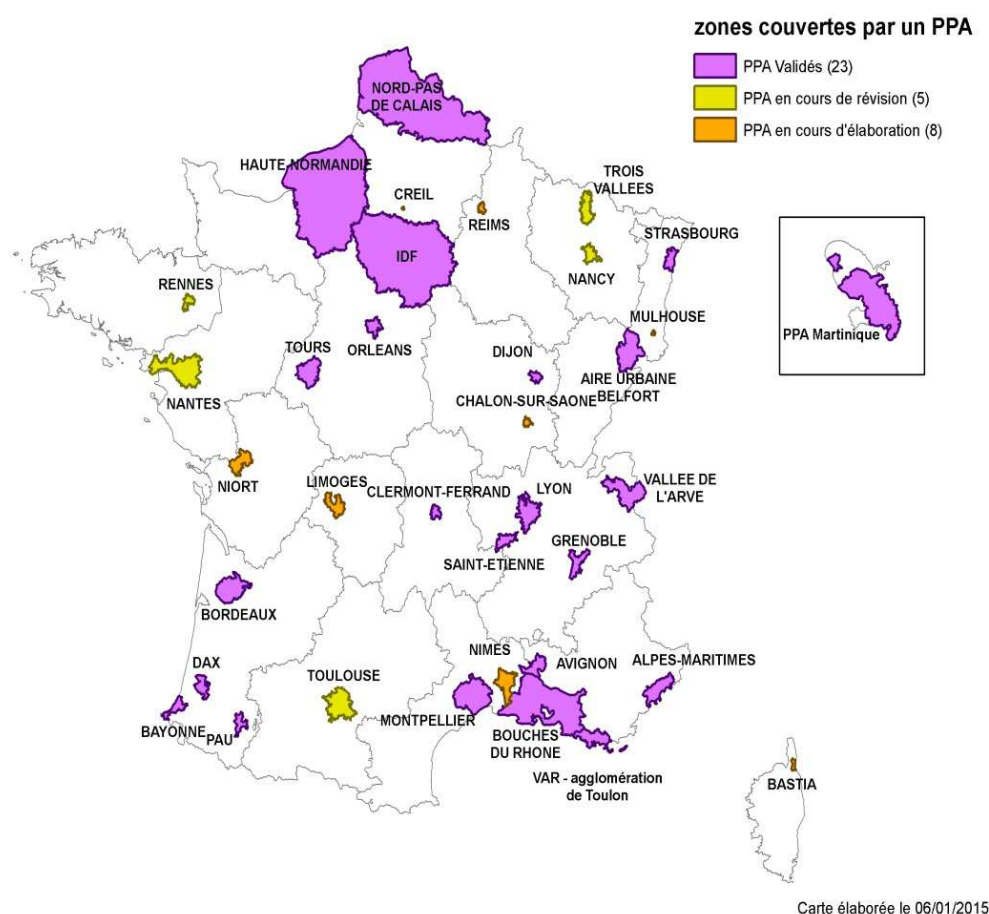 zones couvertes par un PPA
PPA Validés (23)
PPA en cours de révision (5)
PPA en cours d'élaboration (8)
NORD-PAS
DE CALAIS
HAUTE-NORMANDIE
CREIL
REIMS
TROIS
VALLEES
STRASBOURG
IDF
NANCY
RENNES
MULHOUSE
PPA Martinique
ORLEANS
TOURS
DIJON
AIRE URBAINE
BELFORT
NANTES
CHALON-SUR-SAONE
NIORT
LIMOGES
CLERMONT-FERRAND
LYON
VALLEE DE
L'ARVE
GRENOBLE
SAINT-ETIENNE
BORDEAUX
NIMES
AVIGNON
ALPES-MARITIMES
DAX
TOULOUSE
MONTPELLIER
BAYONNE
PAU
BOUCHES
DU RHONE
VAR - agglomération
de Toulon
BASTIA
Carte élaborée le 06/01/2015